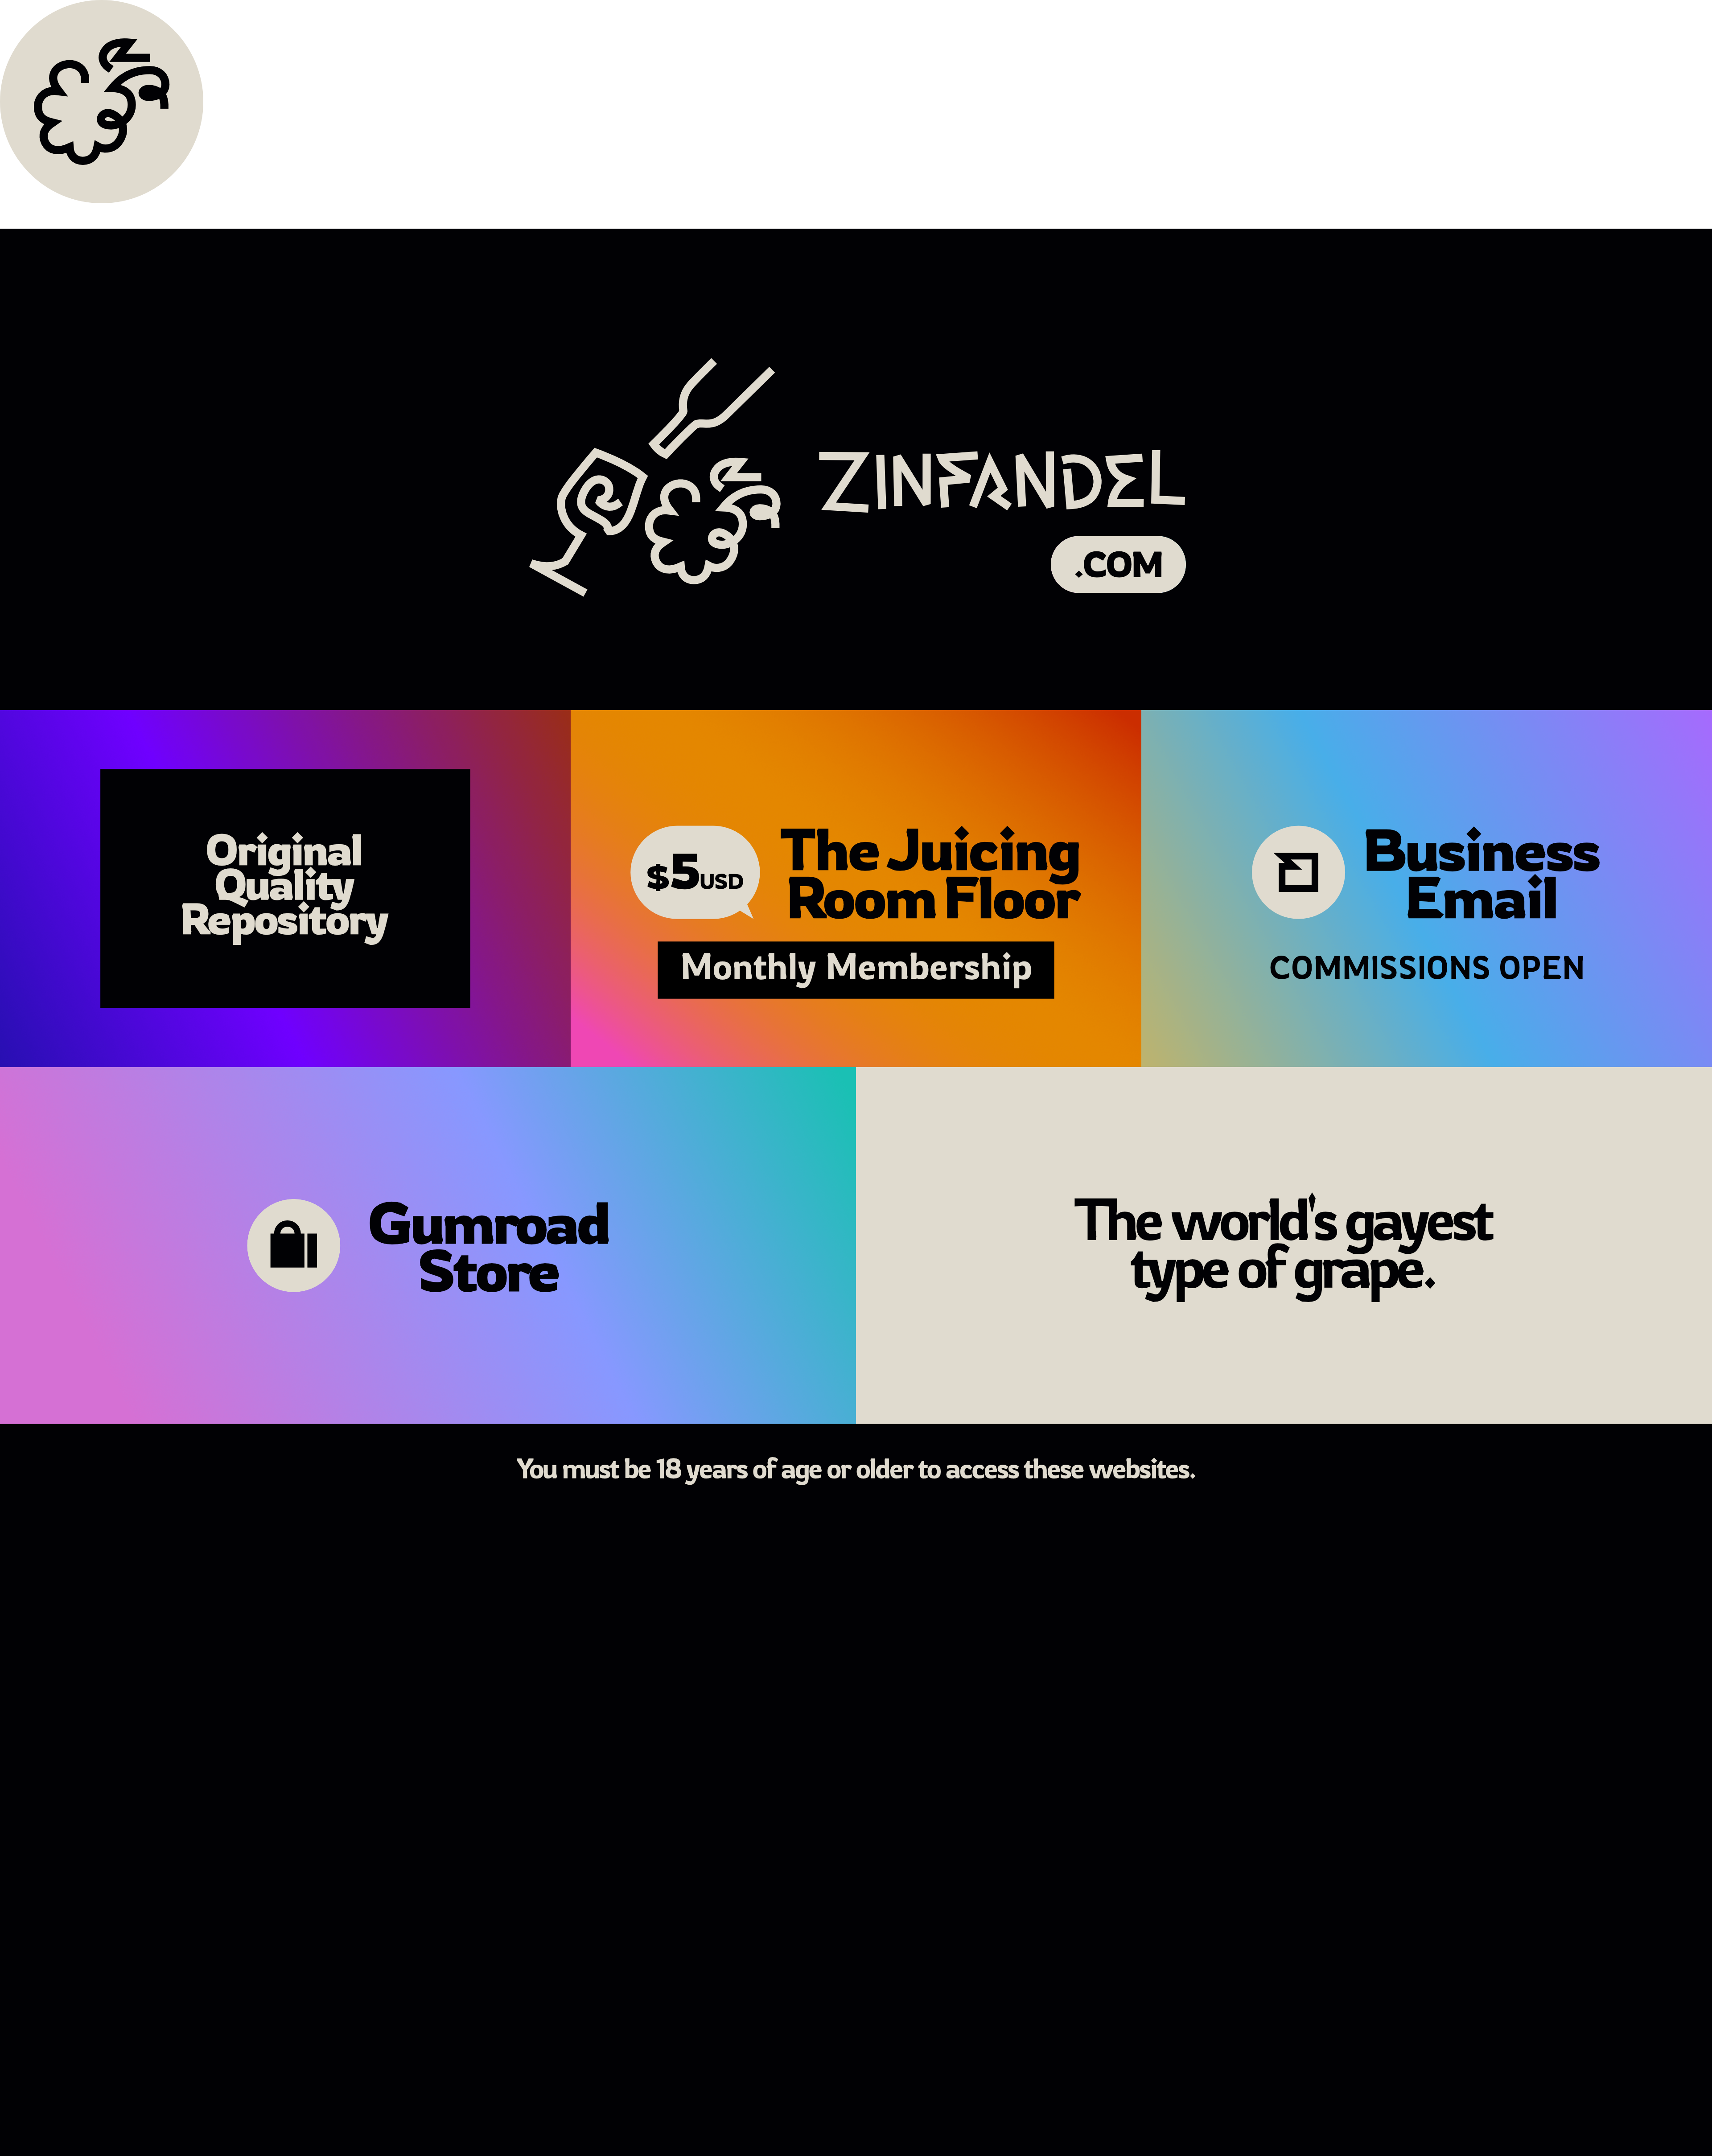 ZINFANDEL
.COM
Original
Quality
Repository
$5USD
The Juicing
Room Floor
Monthly Membership
Business
Email
COMMISSIONS OPEN
Gumroad
Store
The world's gayest
type of grape.
You must be 18 years of age or older to access these websites.